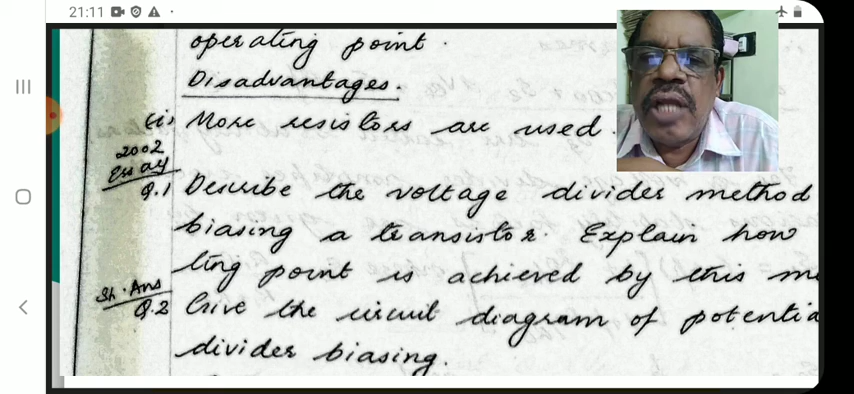 21:11
operating point.
Disadvantages.
(i) More resistors are used.
2002
Essay
Q.1 Describe the voltage divider method
biasing a transistor. Explain how
ting point is achieved by this m
Sh. Ans
Q.2 Give the circuit diagram of potentia
divider biasing.